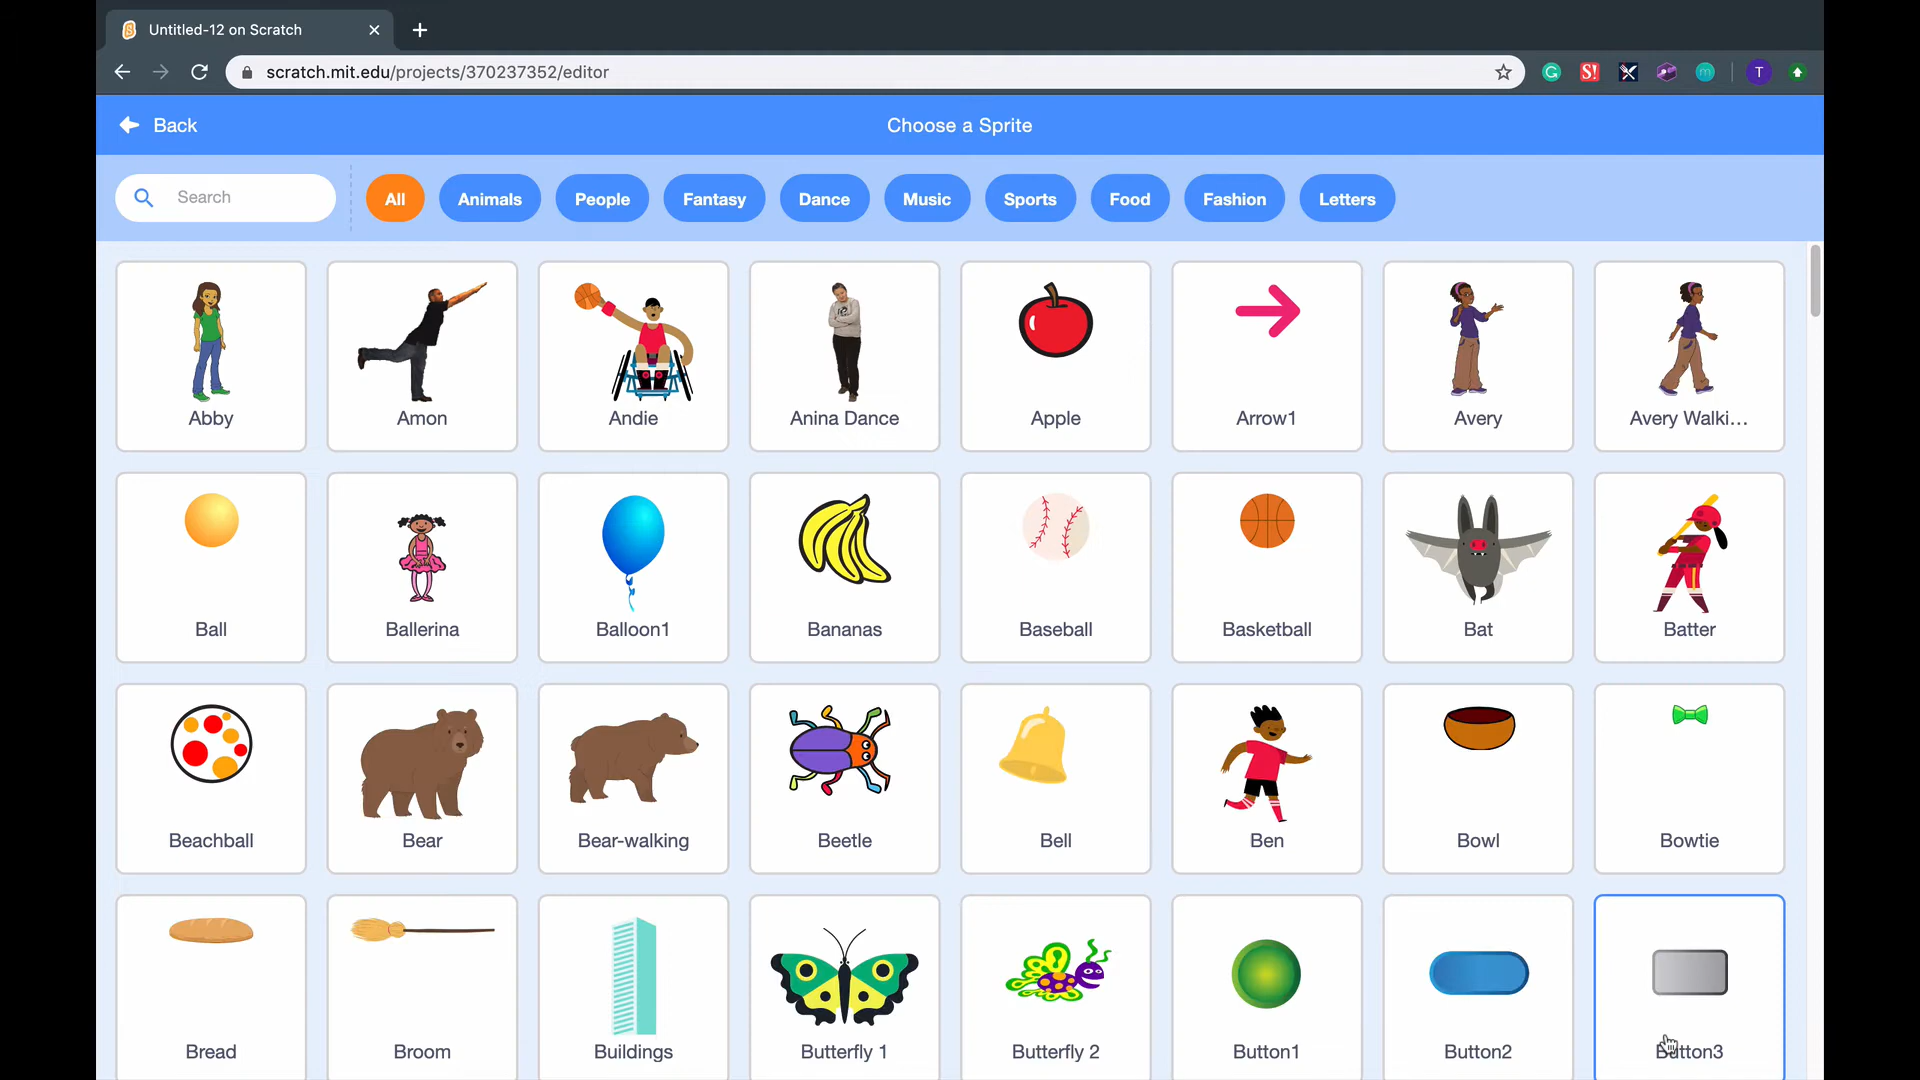 Untitled-12 on Scratch
scratch.mit.edu/projects/370237352/editor
S!
m
T
Back
Choose a Sprite
Search
All
Animals
People
Fantasy
Dance
Music
Sports
Food
Fashion
Letters
Abby
Amon
Andie
Anina Dance
Apple
Arrow1
Avery
Avery Walki...
Ball
Ballerina
Balloon1
Bananas
Baseball
Basketball
Bat
Batter
Beachball
Bear
Bear-walking
Beetle
Bell
Ben
Bowl
Bowtie
Bread
Broom
Buildings
Butterfly 1
Butterfly 2
Button1
Button2
Button3